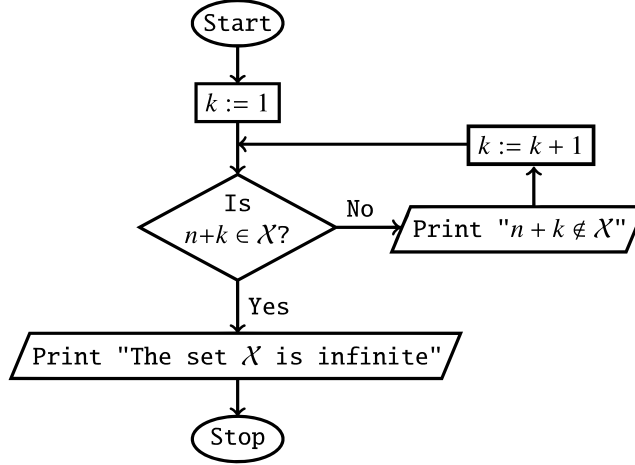 Start
k := 1
k := k + 1
Is
n+k ∈ 𝒳?
No
Print "n + k ∉ 𝒳"
Yes
Print "The set 𝒳 is infinite"
Stop